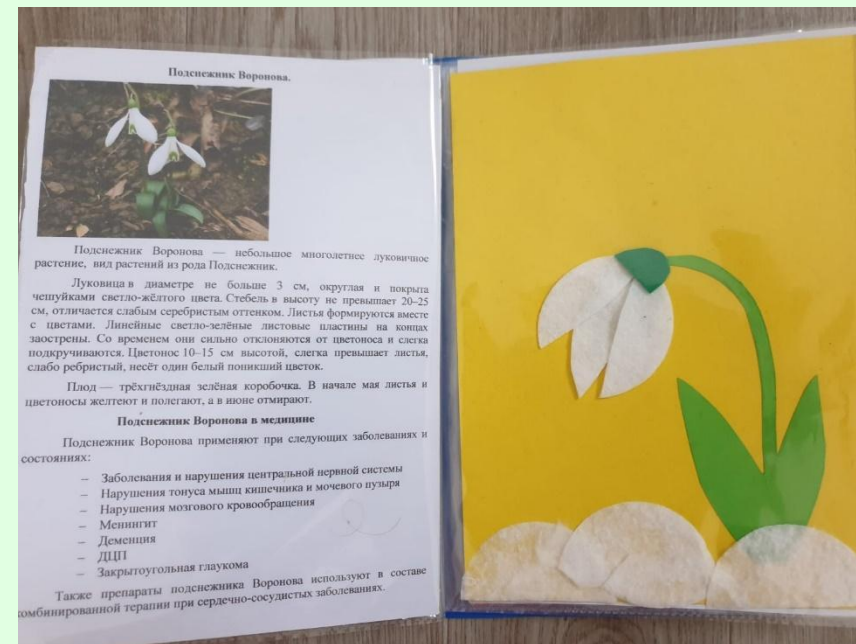 Подснежник Воронова.
Подснежник Воронова — небольшое многолетнее луковичное
растение, вид растений из рода Подснежник.
Луковица в диаметре не больше 3 см, округлая и покрыта
чешуйками светло-жёлтого цвета. Стебель в высоту не превышает 20–25
см, отличается слабым серебристым оттенком. Листья формируются вместе
с цветами. Линейные светло-зелёные листовые пластины на концах
заострены. Со временем они сильно отклоняются от цветоноса и слегка
подкручиваются. Цветонос 10–15 см высотой, слегка превышает листья,
слабо ребристый, несёт один белый поникший цветок.
Плод — трёхгнёздная зелёная коробочка. В начале мая листья и
цветоносы желтеют и полегают, а в июне отмирают.
Подснежник Воронова в медицине
Подснежник Воронова применяют при следующих заболеваниях и
состояниях:
– Заболевания и нарушения центральной нервной системы
– Нарушения тонуса мышц кишечника и мочевого пузыря
– Нарушения мозгового кровообращения
– Менингит
– Деменция
– ДЦП
– Закрытоугольная глаукома
Также препараты подснежника Воронова используют в составе
комбинированной терапии при сердечно-сосудистых заболеваниях.